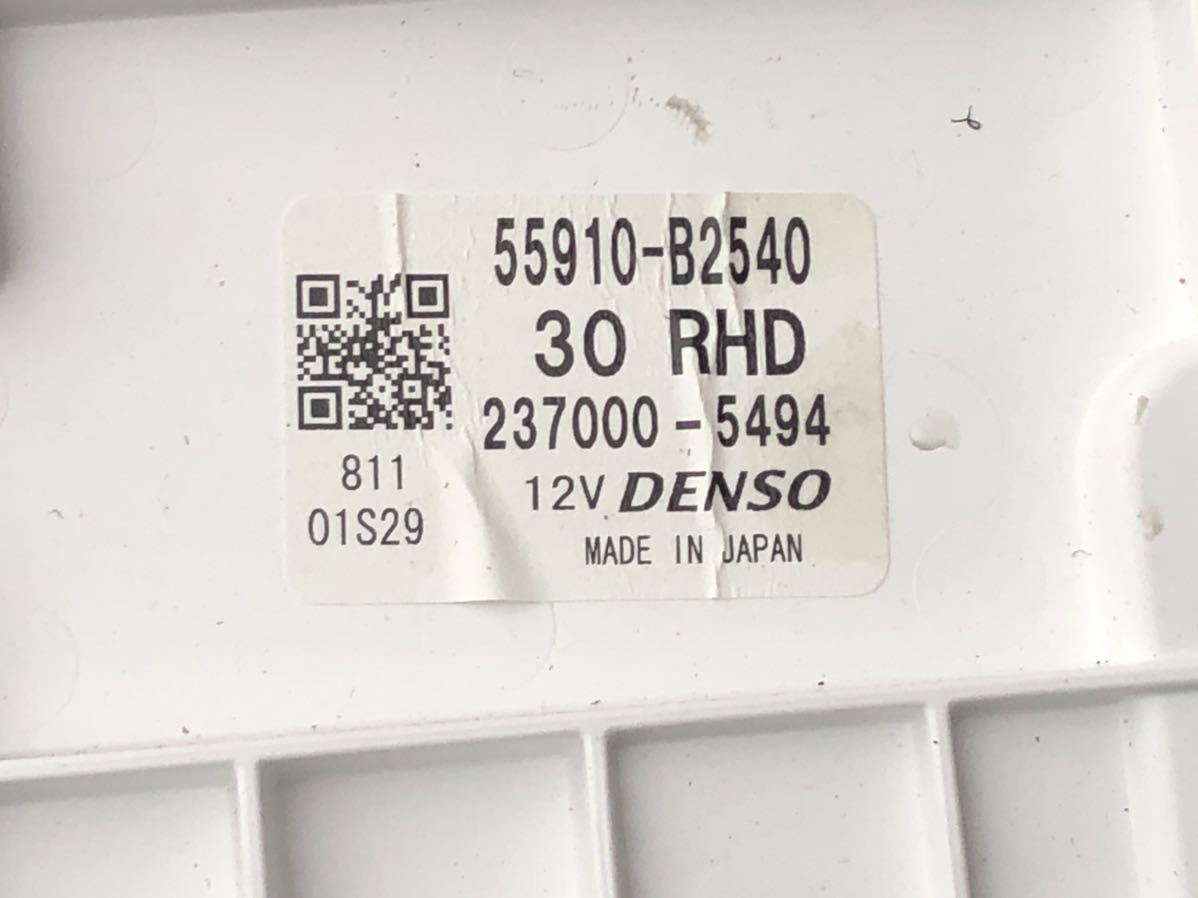 55910-B2540
30 RHD
237000-5494
12V DENSO
MADE IN JAPAN
811
01S29